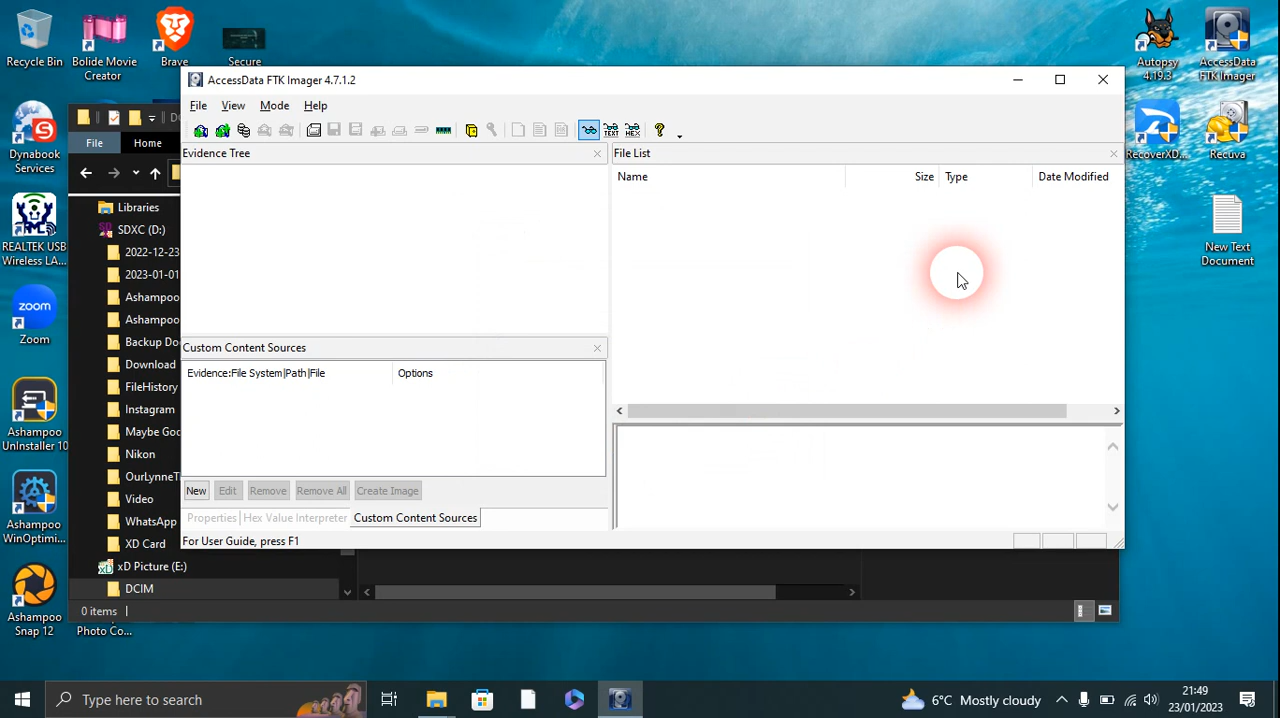 Recycle Bin
Bolide Movie
Creator
Brave
Secure
Autopsy
4.19.3
AccessData
FTK Imager
AccessData FTK Imager 4.7.1.2
File View Mode Help
TEXT HEX
Evidence Tree
File List
Name Size Type Date Modified
Custom Content Sources
Evidence:File System|Path|File Options
New Edit Remove Remove All Create Image
Properties Hex Value Interpreter Custom Content Sources
For User Guide, press F1
File Home
Libraries
SDXC (D:)
2022-12-23
2023-01-01
Ashampoo
Ashampoo
Backup Do
Download
FileHistory
Instagram
Maybe Goo
Nikon
OurLynneT
Video
WhatsApp
XD Card
xD Picture (E:)
DCIM
0 items
Dynabook
Services
REALTEK USB
Wireless LA...
zoom
Zoom
Ashampoo
UnInstaller 10
Ashampoo
WinOptimi...
Ashampoo
Snap 12
Photo Co...
RecoverXD...
Recuva
New Text
Document
Type here to search
6°C Mostly cloudy
21:49
23/01/2023